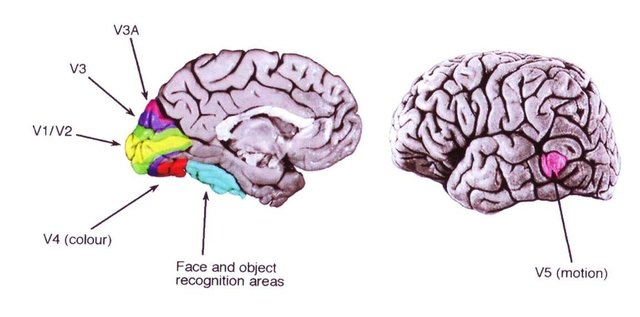 V3A
V3
V1/V2
V4 (colour)
Face and object
recognition areas
V5 (motion)